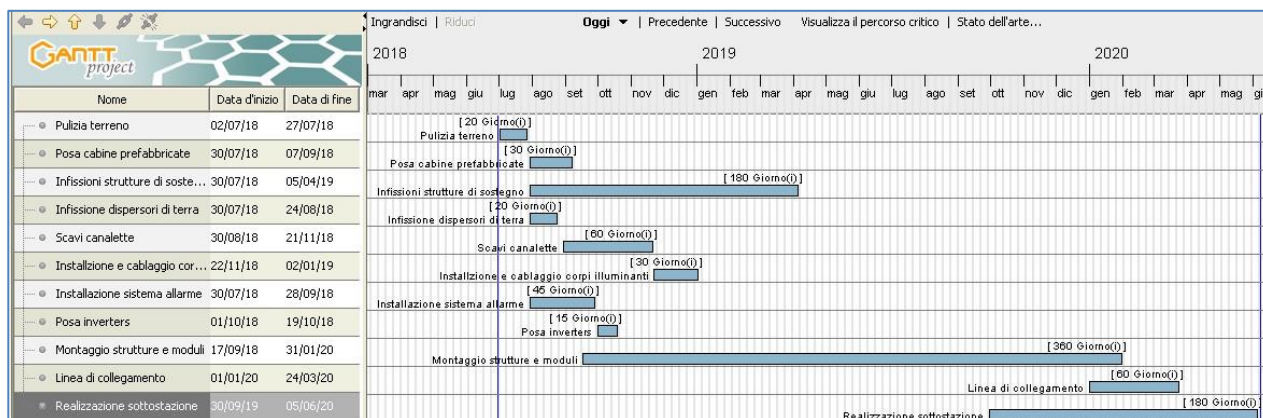 Ingrandisci | Riduci Oggi ▼ | Precedente | Successivo Visualizza il percorso critico | Stato dell'arte...
GANTT project
2018 2019 2020
Nome Data d'inizio Data di fine
mar apr mag giu lug ago set ott nov dic gen feb mar apr mag giu lug ago set ott nov dic gen feb mar apr mag gi
Pulizia terreno 02/07/18 27/07/18
[20 Giorno(i)]
Pulizia terreno
Posa cabine prefabbricate 30/07/18 07/09/18
[30 Giorno(i)]
Posa cabine prefabbricate
Infissioni strutture di soste... 30/07/18 05/04/19
[180 Giorno(i)]
Infissioni strutture di sostegno
Infissione dispersori di terra 30/07/18 24/08/18
[20 Giorno(i)]
Infissione dispersori di terra
Scavi canalette 30/08/18 21/11/18
[60 Giorno(i)]
Scavi canalette
Installzione e cablaggio cor... 22/11/18 02/01/19
[30 Giorno(i)]
Installzione e cablaggio corpi illuminanti
Installazione sistema allarme 30/07/18 28/09/18
[45 Giorno(i)]
Installazione sistema allarme
Posa inverters 01/10/18 19/10/18
[15 Giorno(i)]
Posa inverters
Montaggio strutture e moduli 17/09/18 31/01/20
[360 Giorno(i)]
Montaggio strutture e moduli
Linea di collegamento 01/01/20 24/03/20
[60 Giorno(i)]
Linea di collegamento
Realizzazione sottostazione 30/09/19 05/06/20
[180 Giorno(i)]
Realizzazione sottostazione